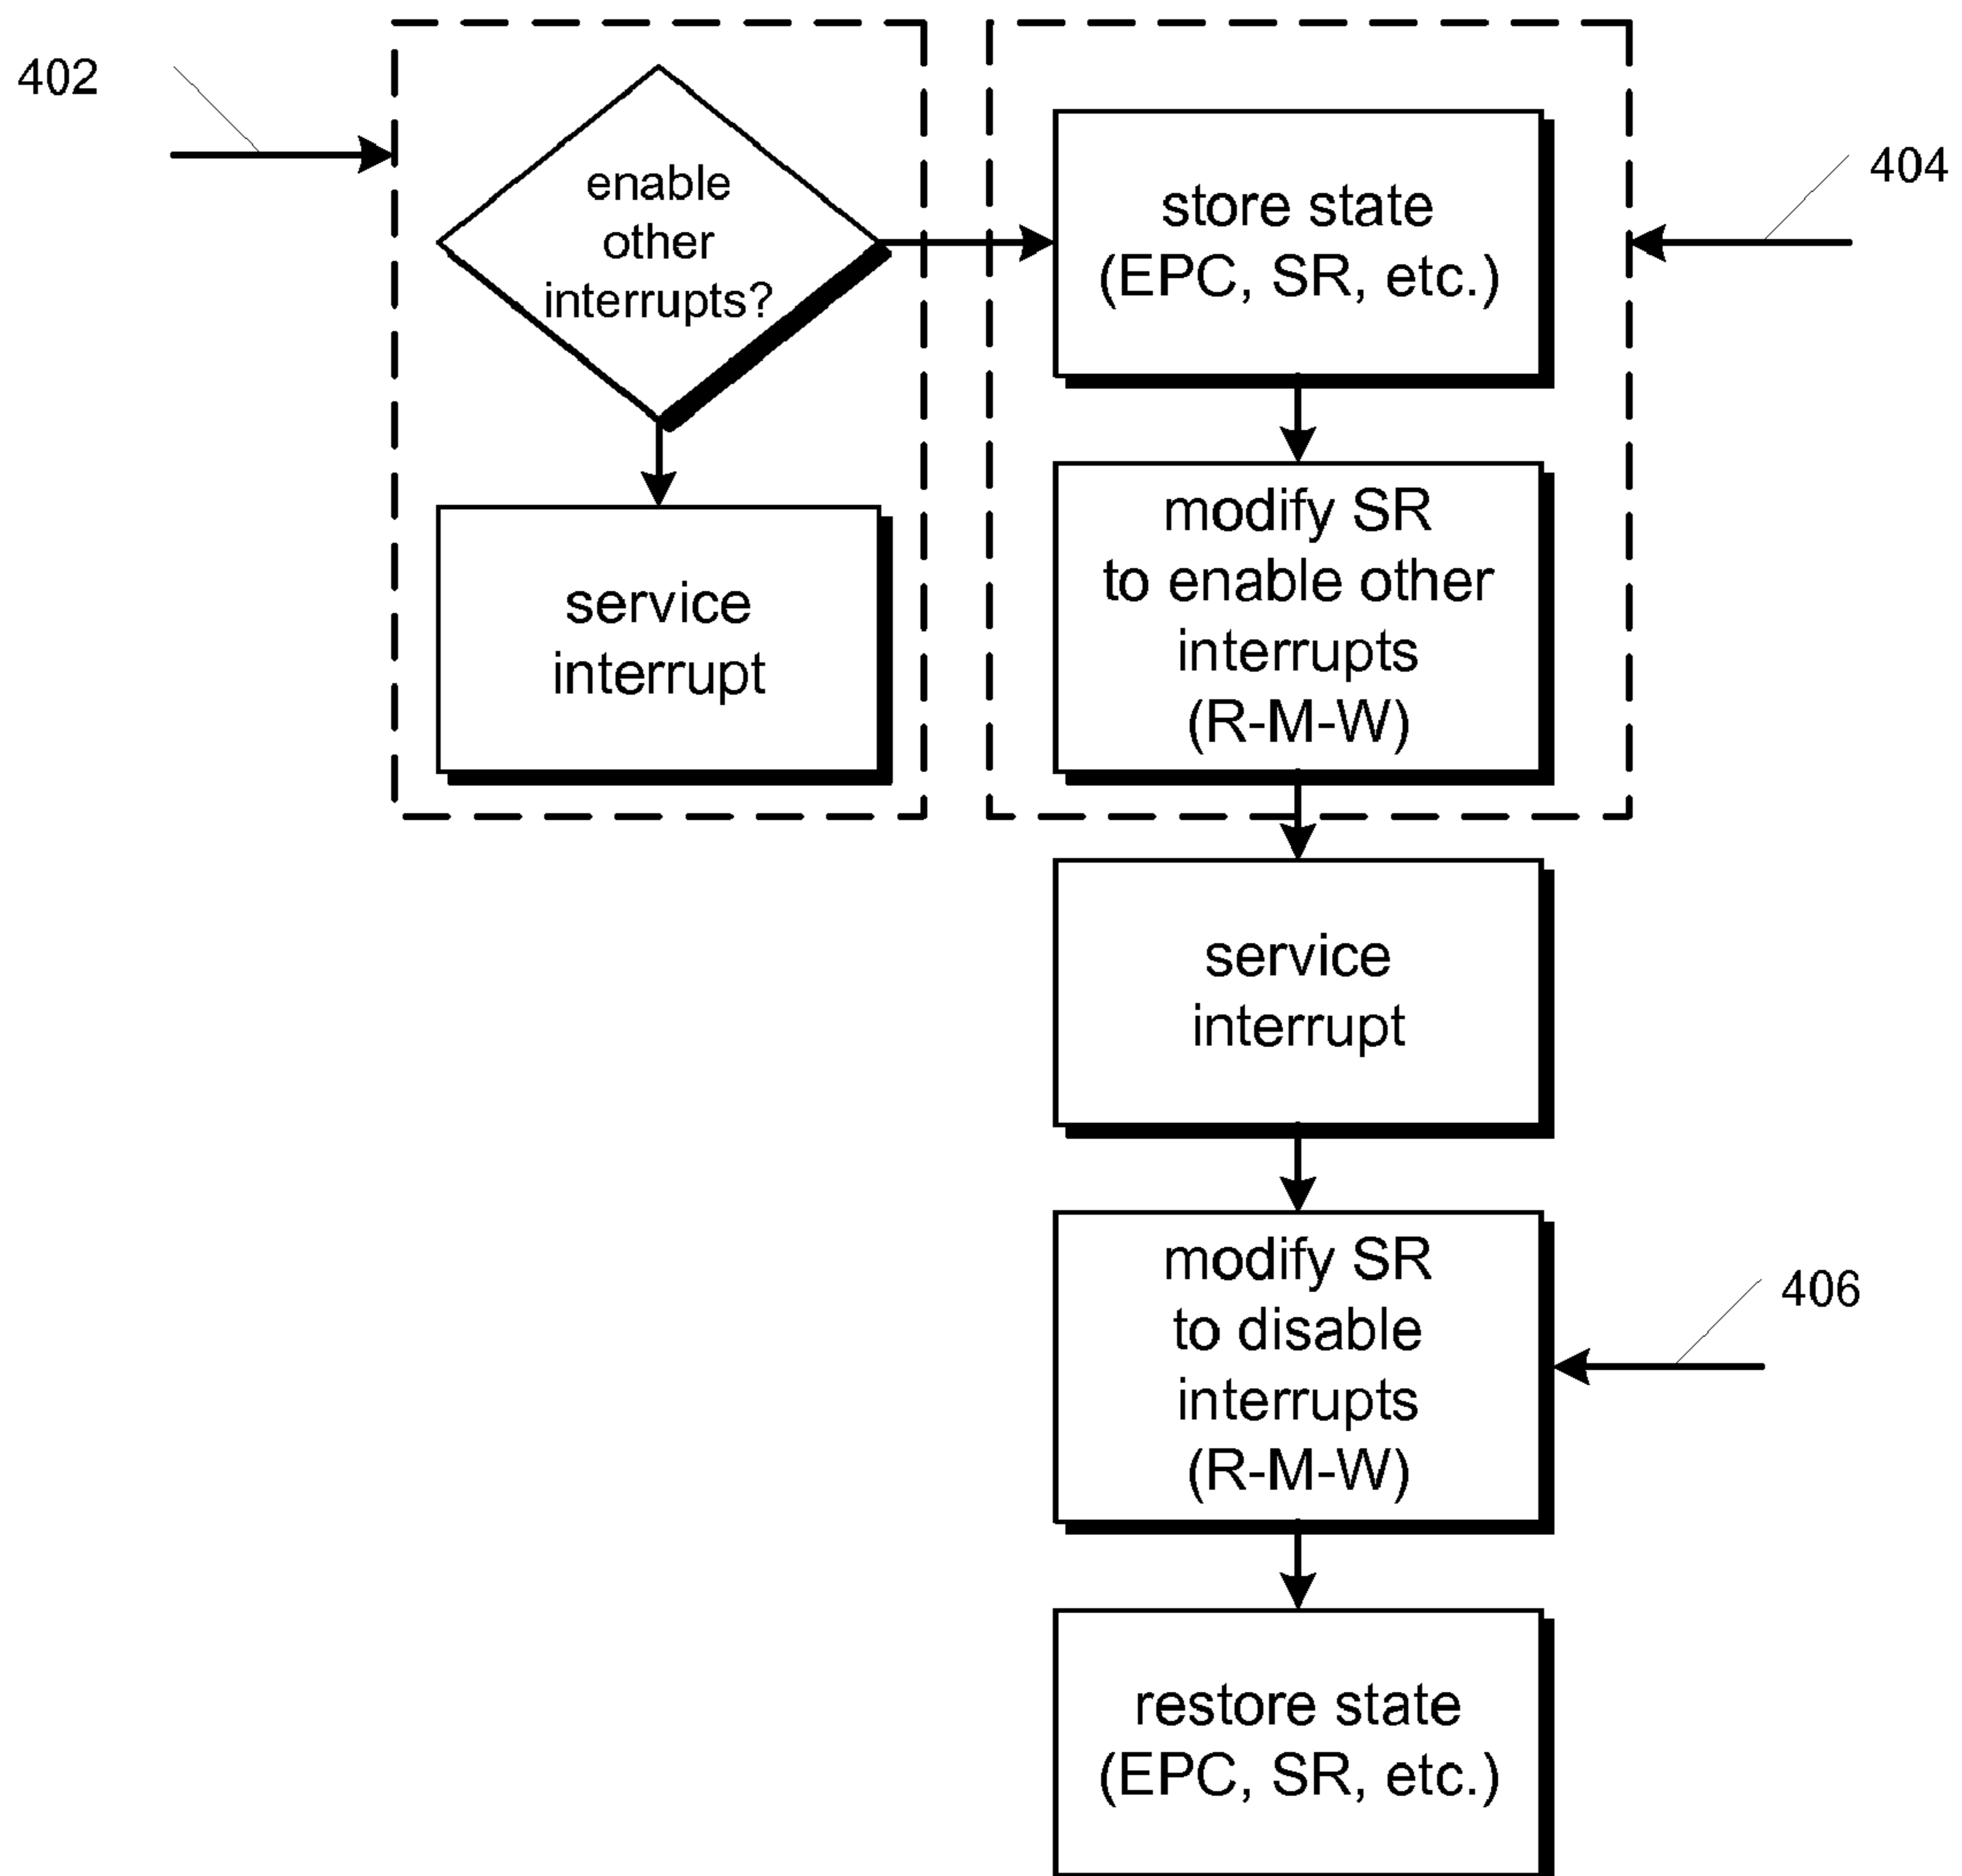 402
enable
other
interrupts?
service
interrupt
store state
(EPC, SR, etc.)
404
modify SR
to enable other
interrupts
(R-M-W)
service
interrupt
modify SR
to disable
interrupts
(R-M-W)
406
restore state
(EPC, SR, etc.)